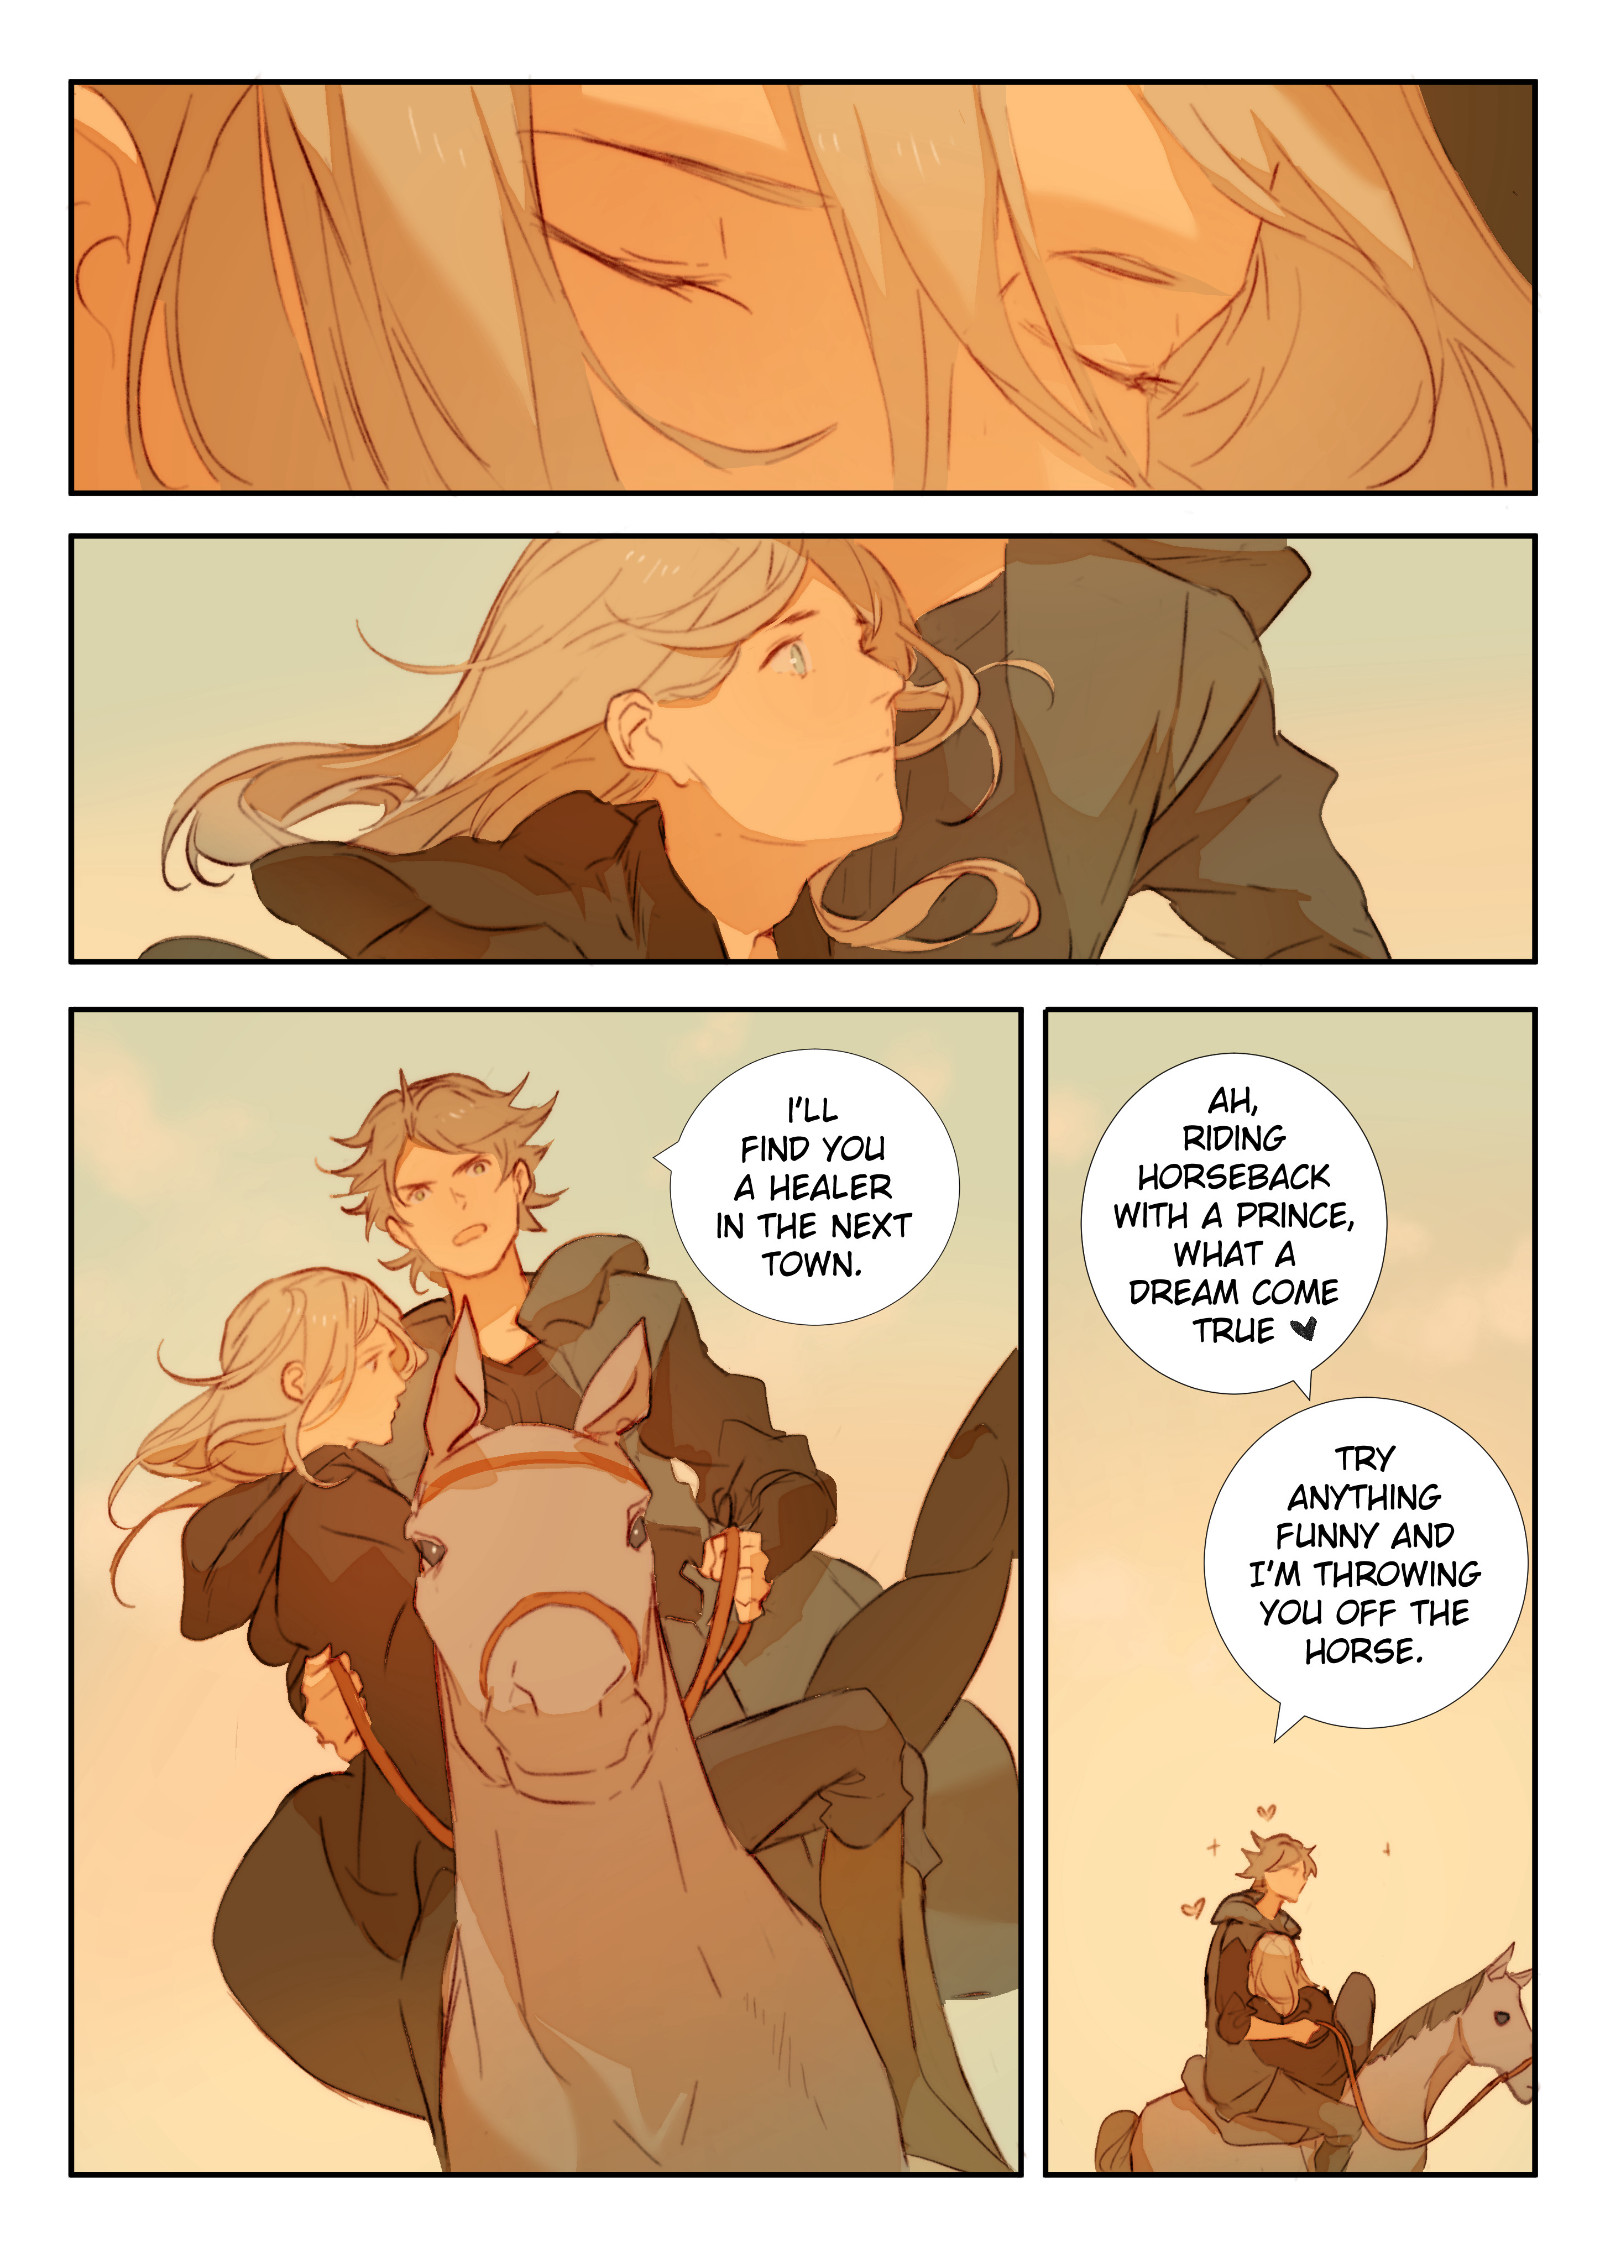 I'LL
FIND YOU
A HEALER
IN THE NEXT
TOWN.
AH,
RIDING
HORSEBACK
WITH A PRINCE,
WHAT A
DREAM COME
TRUE ♥
TRY
ANYTHING
FUNNY AND
I'M THROWING
YOU OFF THE
HORSE.